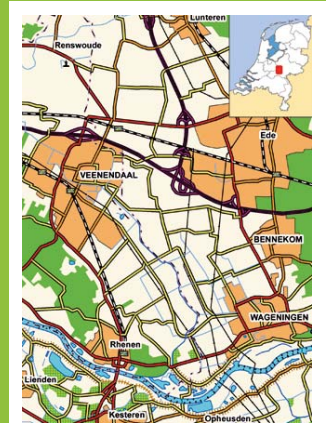 Lunteren
Renswoude
Ede
VEENENDAAL
BENNEKOM
WAGENINGEN
Rhenen
Lienden
Kesteren
Opheusden